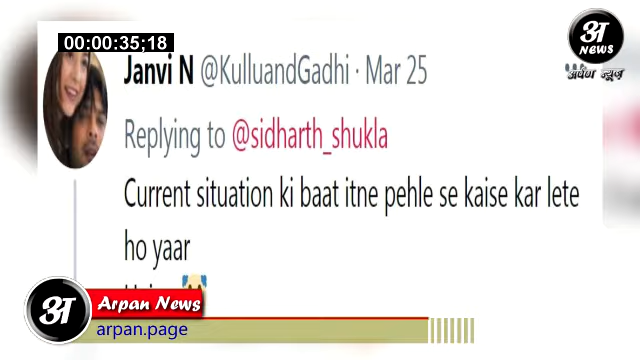 00:00:35;18
अ
NEWS
अर्पण न्यूज़
Janvi N @KulluandGadhi · Mar 25
Replying to @sidharth_shukla
Current situation ki baat itne pehle se kaise kar lete
ho yaar
अ
Arpan News
arpan.page